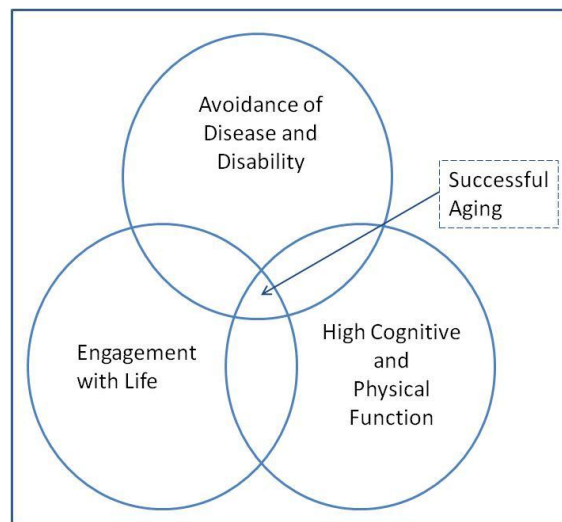 Avoidance of
Disease and
Disability
Successful
Aging
Engagement
with Life
High Cognitive
and
Physical
Function